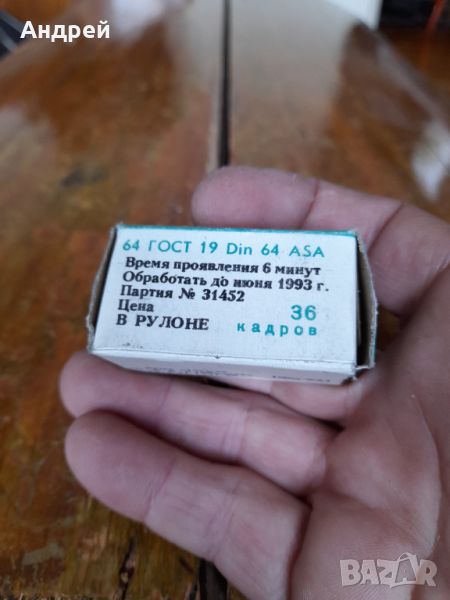 Андрей
64 ГОСТ 19 Din 64 ASA
Время проявления 6 минут
Обработать до июня 1993 г.
Партия № 31452
Цена
36
В РУЛОНЕ кадров
BAZAR